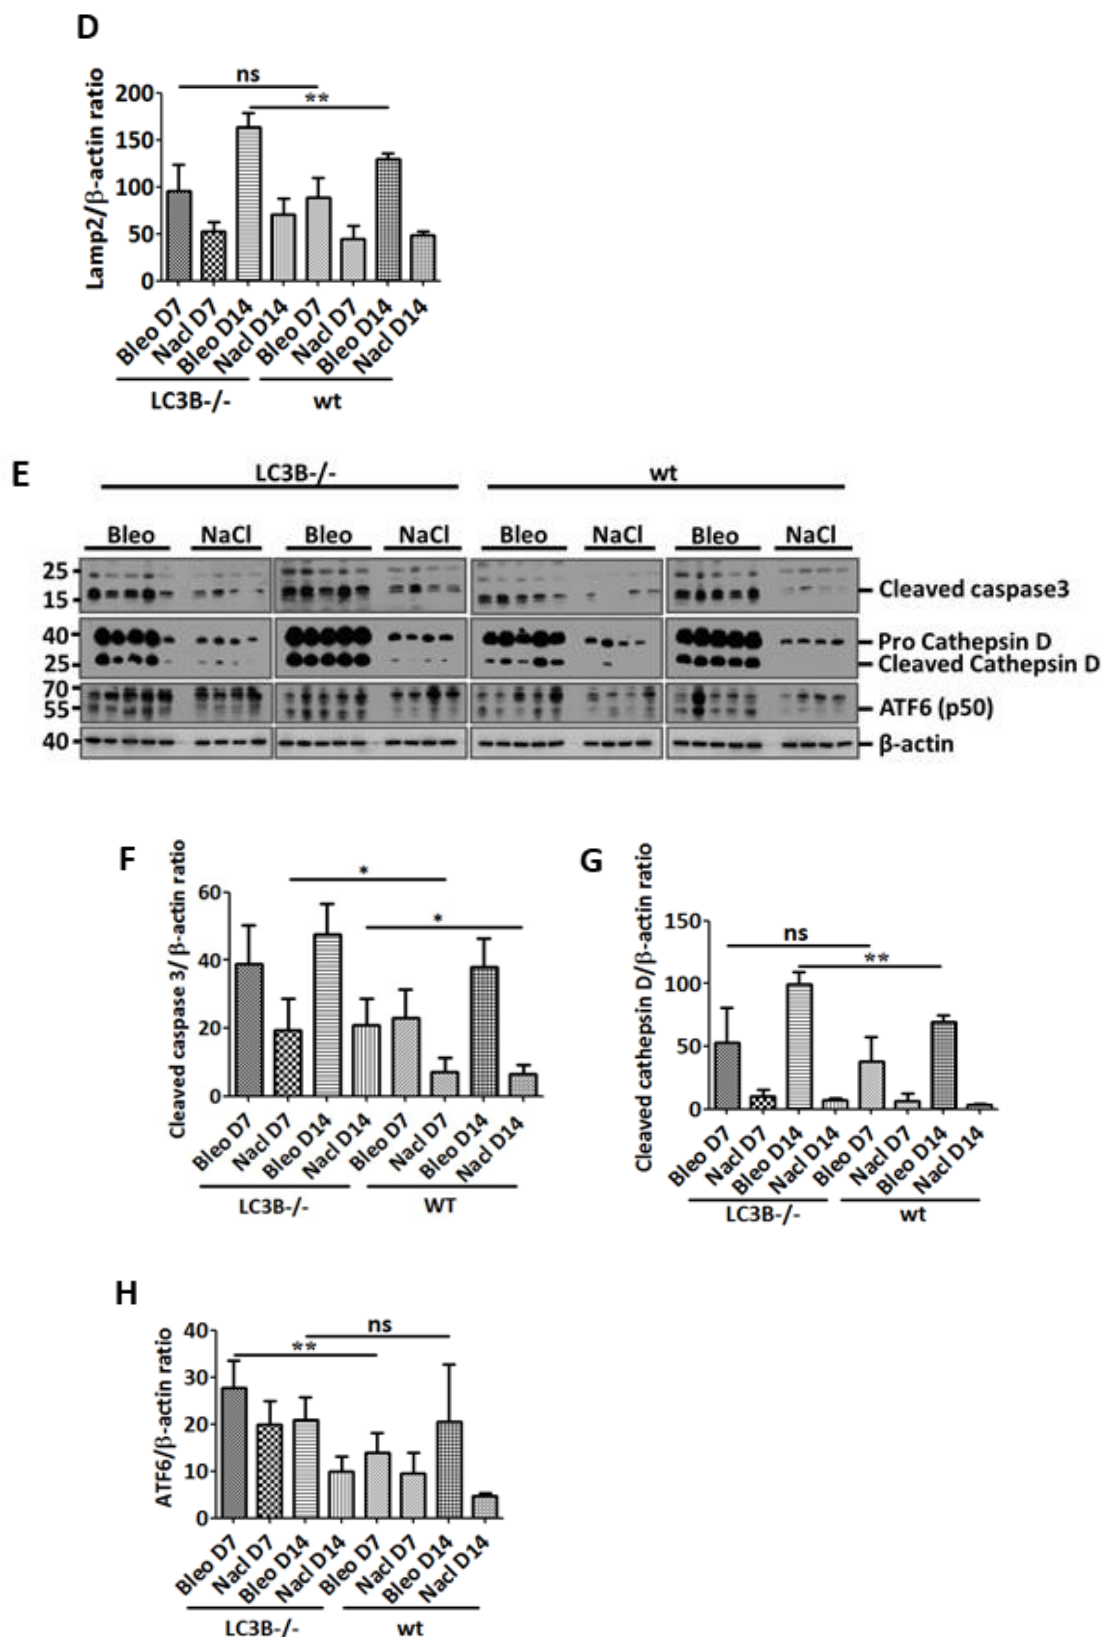 D
ns
**
200
150
100
50
0
Lamp2/β-actin ratio
Bleo D7
Nacl D7
Bleo D14
Nacl D14
Bleo D7
Nacl D7
Bleo D14
Nacl D14
LC3B-/-
wt
E
LC3B-/-
wt
Bleo
NaCl
Bleo
NaCl
Bleo
NaCl
Bleo
NaCl
25
15
Cleaved caspase3
40
25
Pro Cathepsin D
Cleaved Cathepsin D
70
55
ATF6 (p50)
40
β-actin
F
*
*
60
40
20
0
Cleaved caspase 3/ β-actin ratio
Bleo D7
Nacl D7
Bleo D14
Nacl D14
Bleo D7
Nacl D7
Bleo D14
Nacl D14
LC3B-/-
WT
G
ns
**
150
100
50
0
Cleaved cathepsin D/β-actin ratio
Bleo D7
Nacl D7
Bleo D14
Nacl D14
Bleo D7
Nacl D7
Bleo D14
Nacl D14
LC3B-/-
wt
H
ns
**
40
30
20
10
0
ATF6/β-actin ratio
Bleo D7
Nacl D7
Bleo D14
Nacl D14
Bleo D7
Nacl D7
Bleo D14
Nacl D14
LC3B-/-
wt